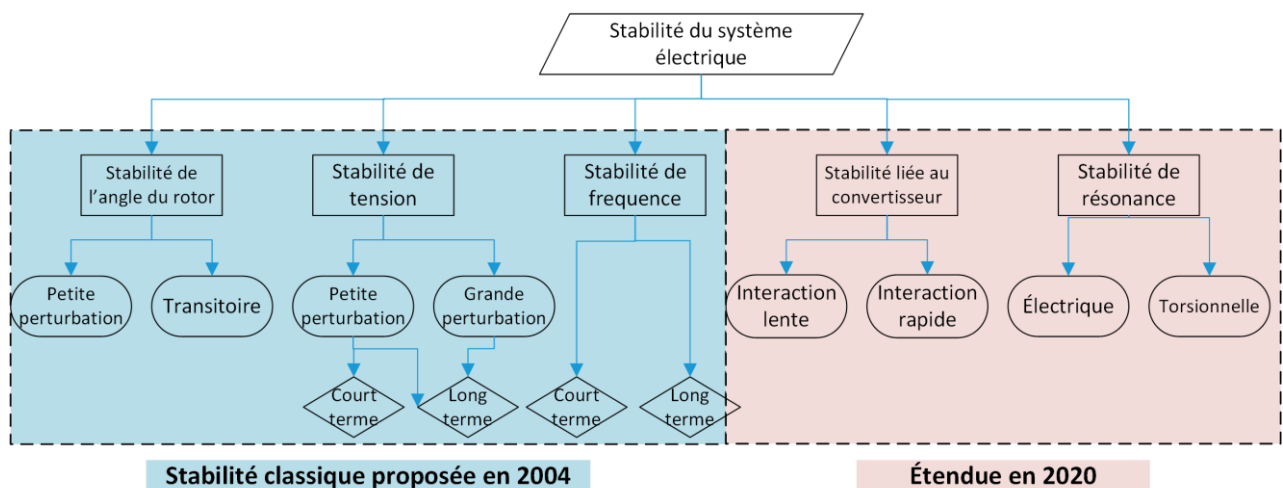 Stabilité du système
électrique
Stabilité de
l'angle du rotor
Stabilité de
tension
Stabilité de
frequence
Stabilité liée au
convertisseur
Stabilité de
résonance
Petite
perturbation
Transitoire
Petite
perturbation
Grande
perturbation
Interaction
lente
Interaction
rapide
Électrique
Torsionnelle
Court
terme
Long
terme
Court
terme
Long
terme
Stabilité classique proposée en 2004
Étendue en 2020